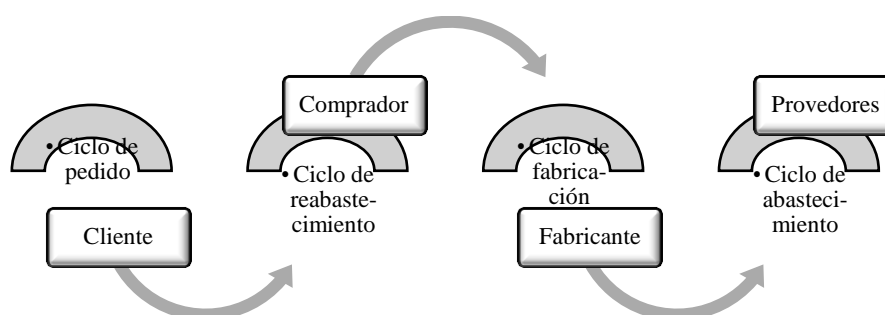 • Ciclo de
pedido
Cliente
Comprador
• Ciclo de
reabaste-
cimiento
• Ciclo de
fabrica-
ción
Fabricante
Provedores
• Ciclo de
abasteci-
miento